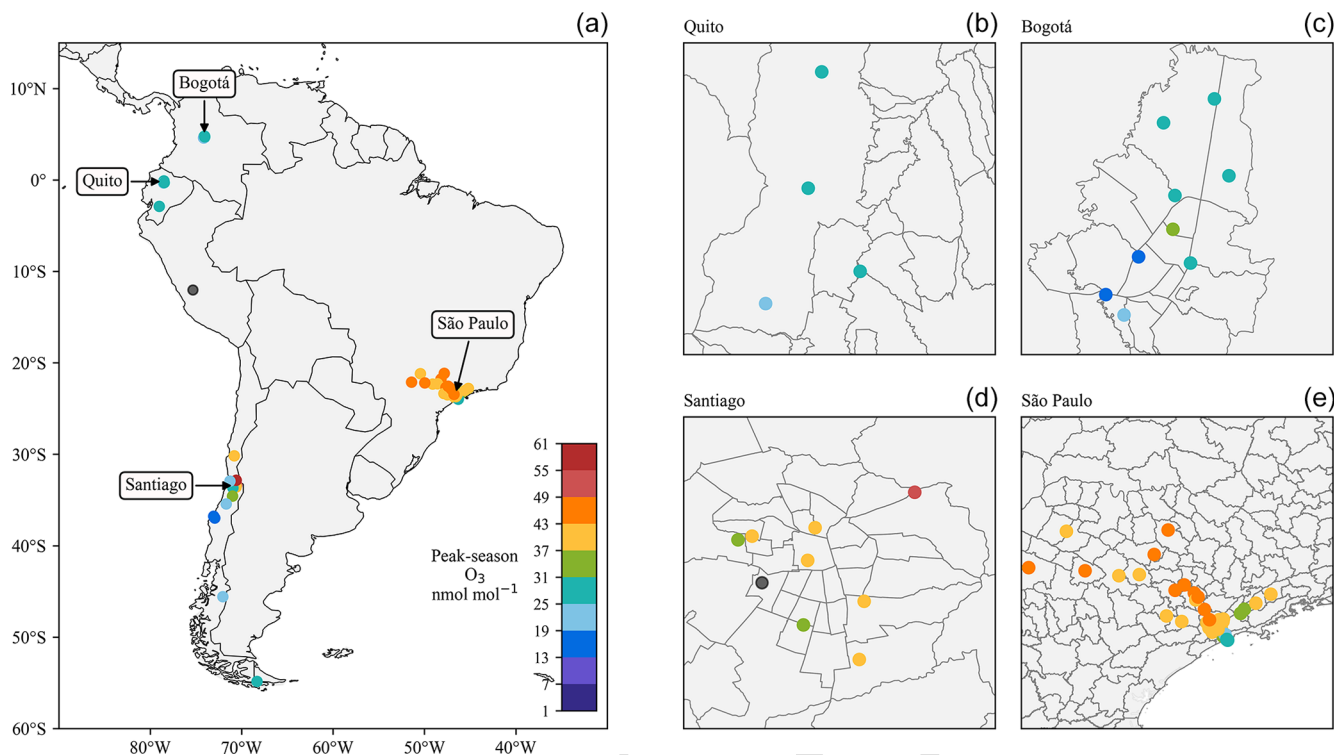 (a)
10°N
0°
10°S
20°S
30°S
40°S
50°S
60°S
80°W
70°W
60°W
50°W
40°W
Bogotá
Quito
São Paulo
Santiago
Peak-season
O₃
nmol mol⁻¹
61
55
49
43
37
31
25
19
13
7
1
Quito
(b)
Bogotá
(c)
Santiago
(d)
São Paulo
(e)